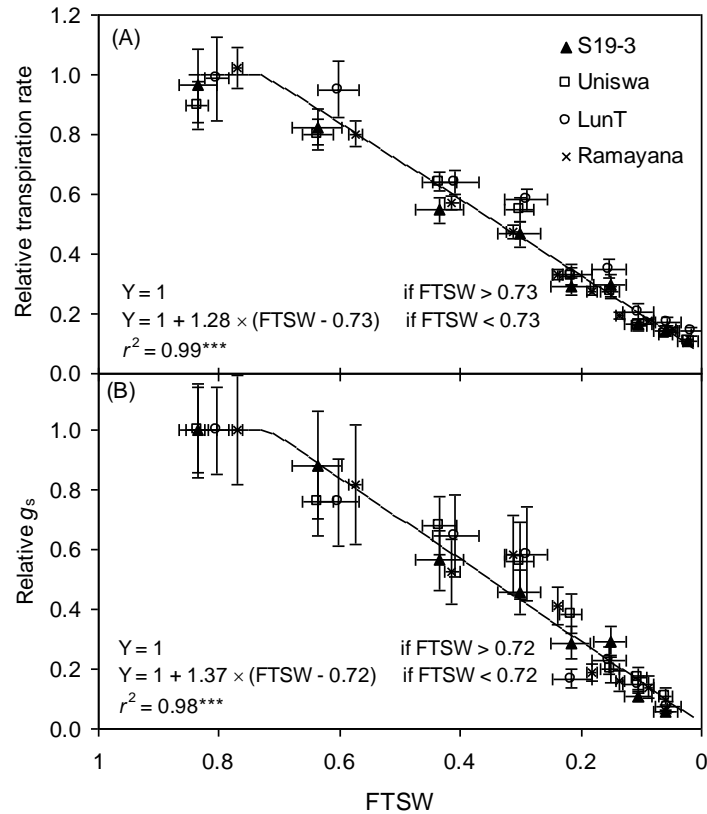 1.2
(A)
S19-3
1.0
Uniswa
LunT
0.8
Ramayana
Relative transpiration rate
0.6
0.4
Y = 1 if FTSW > 0.73
0.2
Y = 1 + 1.28 × (FTSW - 0.73) if FTSW < 0.73
r² = 0.99***
0.0
(B)
1.0
0.8
Relative gs
0.6
0.4
Y = 1 if FTSW > 0.72
0.2
Y = 1 + 1.37 × (FTSW - 0.72) if FTSW < 0.72
r² = 0.98***
0.0
1 0.8 0.6 0.4 0.2 0
FTSW